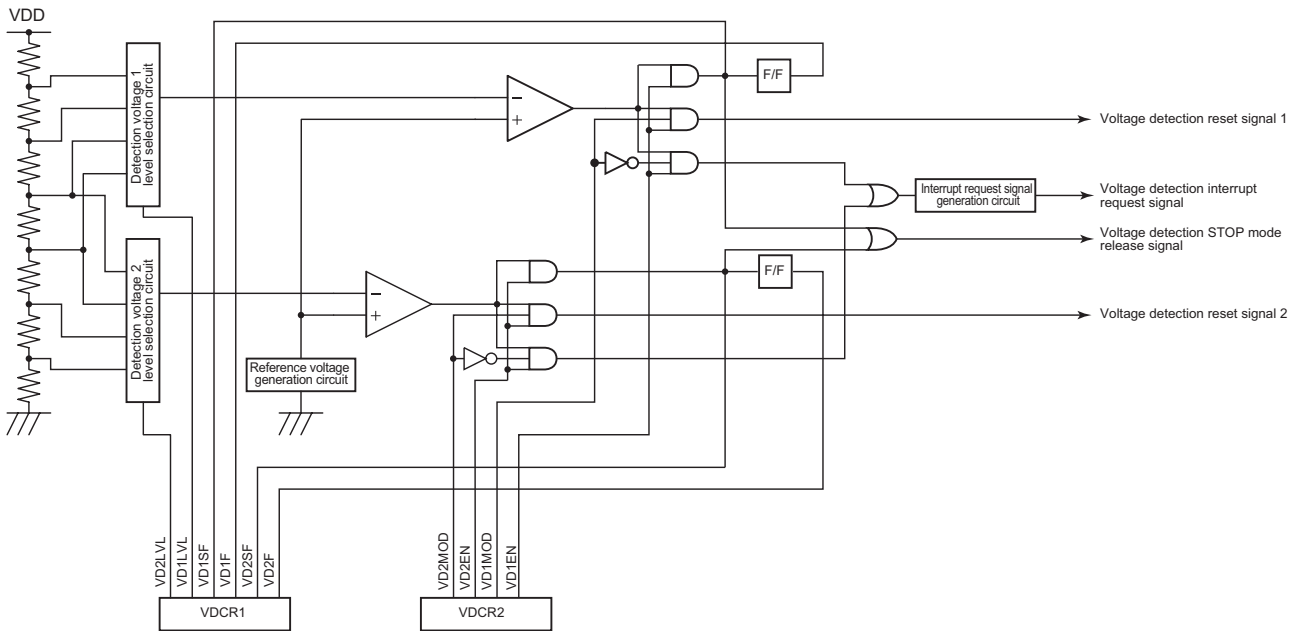 VDD
Detection voltage 1
level selection circuit
−
+
F/F
Voltage detection reset signal 1
Interrupt request signal
generation circuit
Voltage detection interrupt
request signal
Voltage detection STOP mode
release signal
Detection voltage 2
level selection circuit
−
+
F/F
Voltage detection reset signal 2
Reference voltage
generation circuit
VD2LVL
VD1LVL
VD1SF
VD1F
VD2SF
VD2F
VD2MOD
VD2EN
VD1MOD
VD1EN
VDCR1
VDCR2